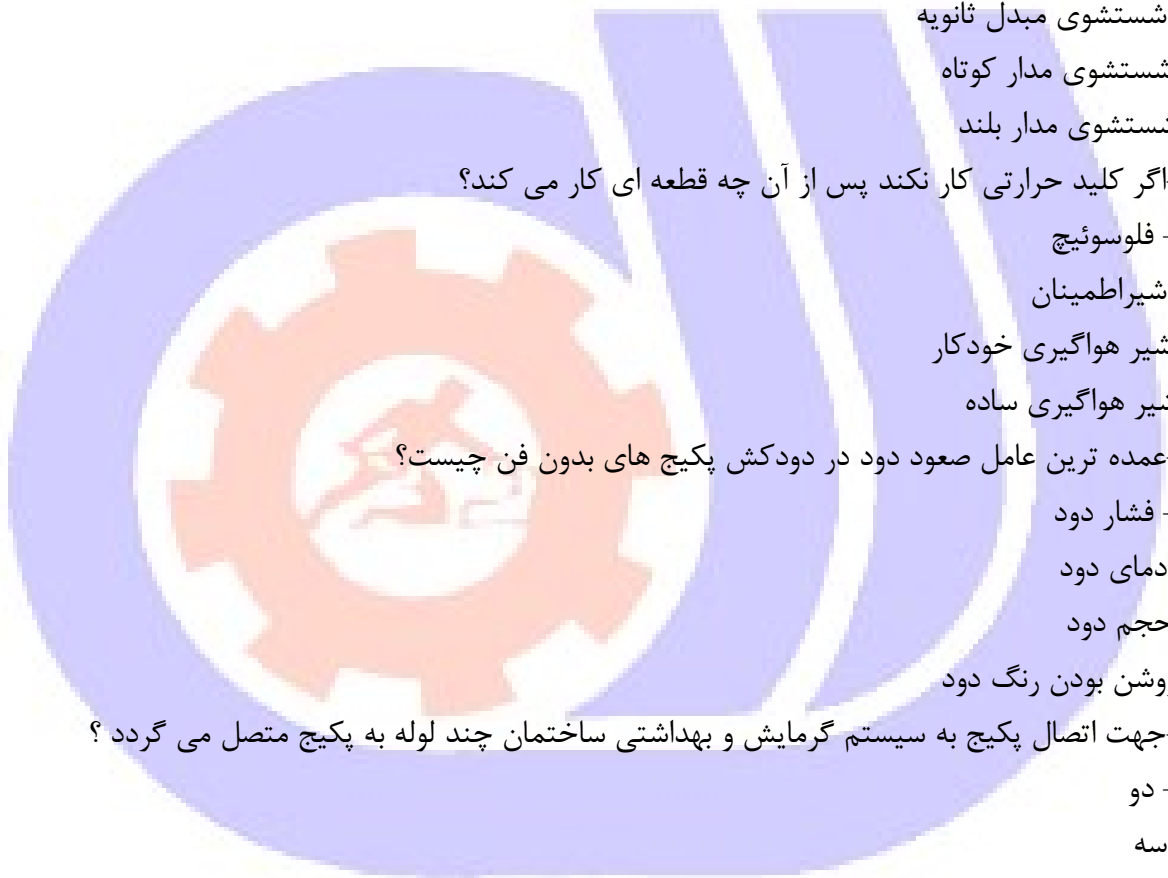 شستشوی مبدل ثانویه
شستشوی مدار کوتاه
شستشوی مدار بلند
-اگر کلید حرارتی کار نکند پس از آن چه قطعه ای کار می کند؟
- فلوسوئیچ
شیراطمینان
شیر هواگیری خودکار
شیر هواگیری ساده
-عمده ترین عامل صعود دود در دودکش پکیج های بدون فن چیست؟
- فشار دود
دمای دود
حجم دود
روشن بودن رنگ دود
-جهت اتصال پکیج به سیستم گرمایش و بهداشتی ساختمان چند لوله به پکیج متصل می گردد ؟
- دو
سه